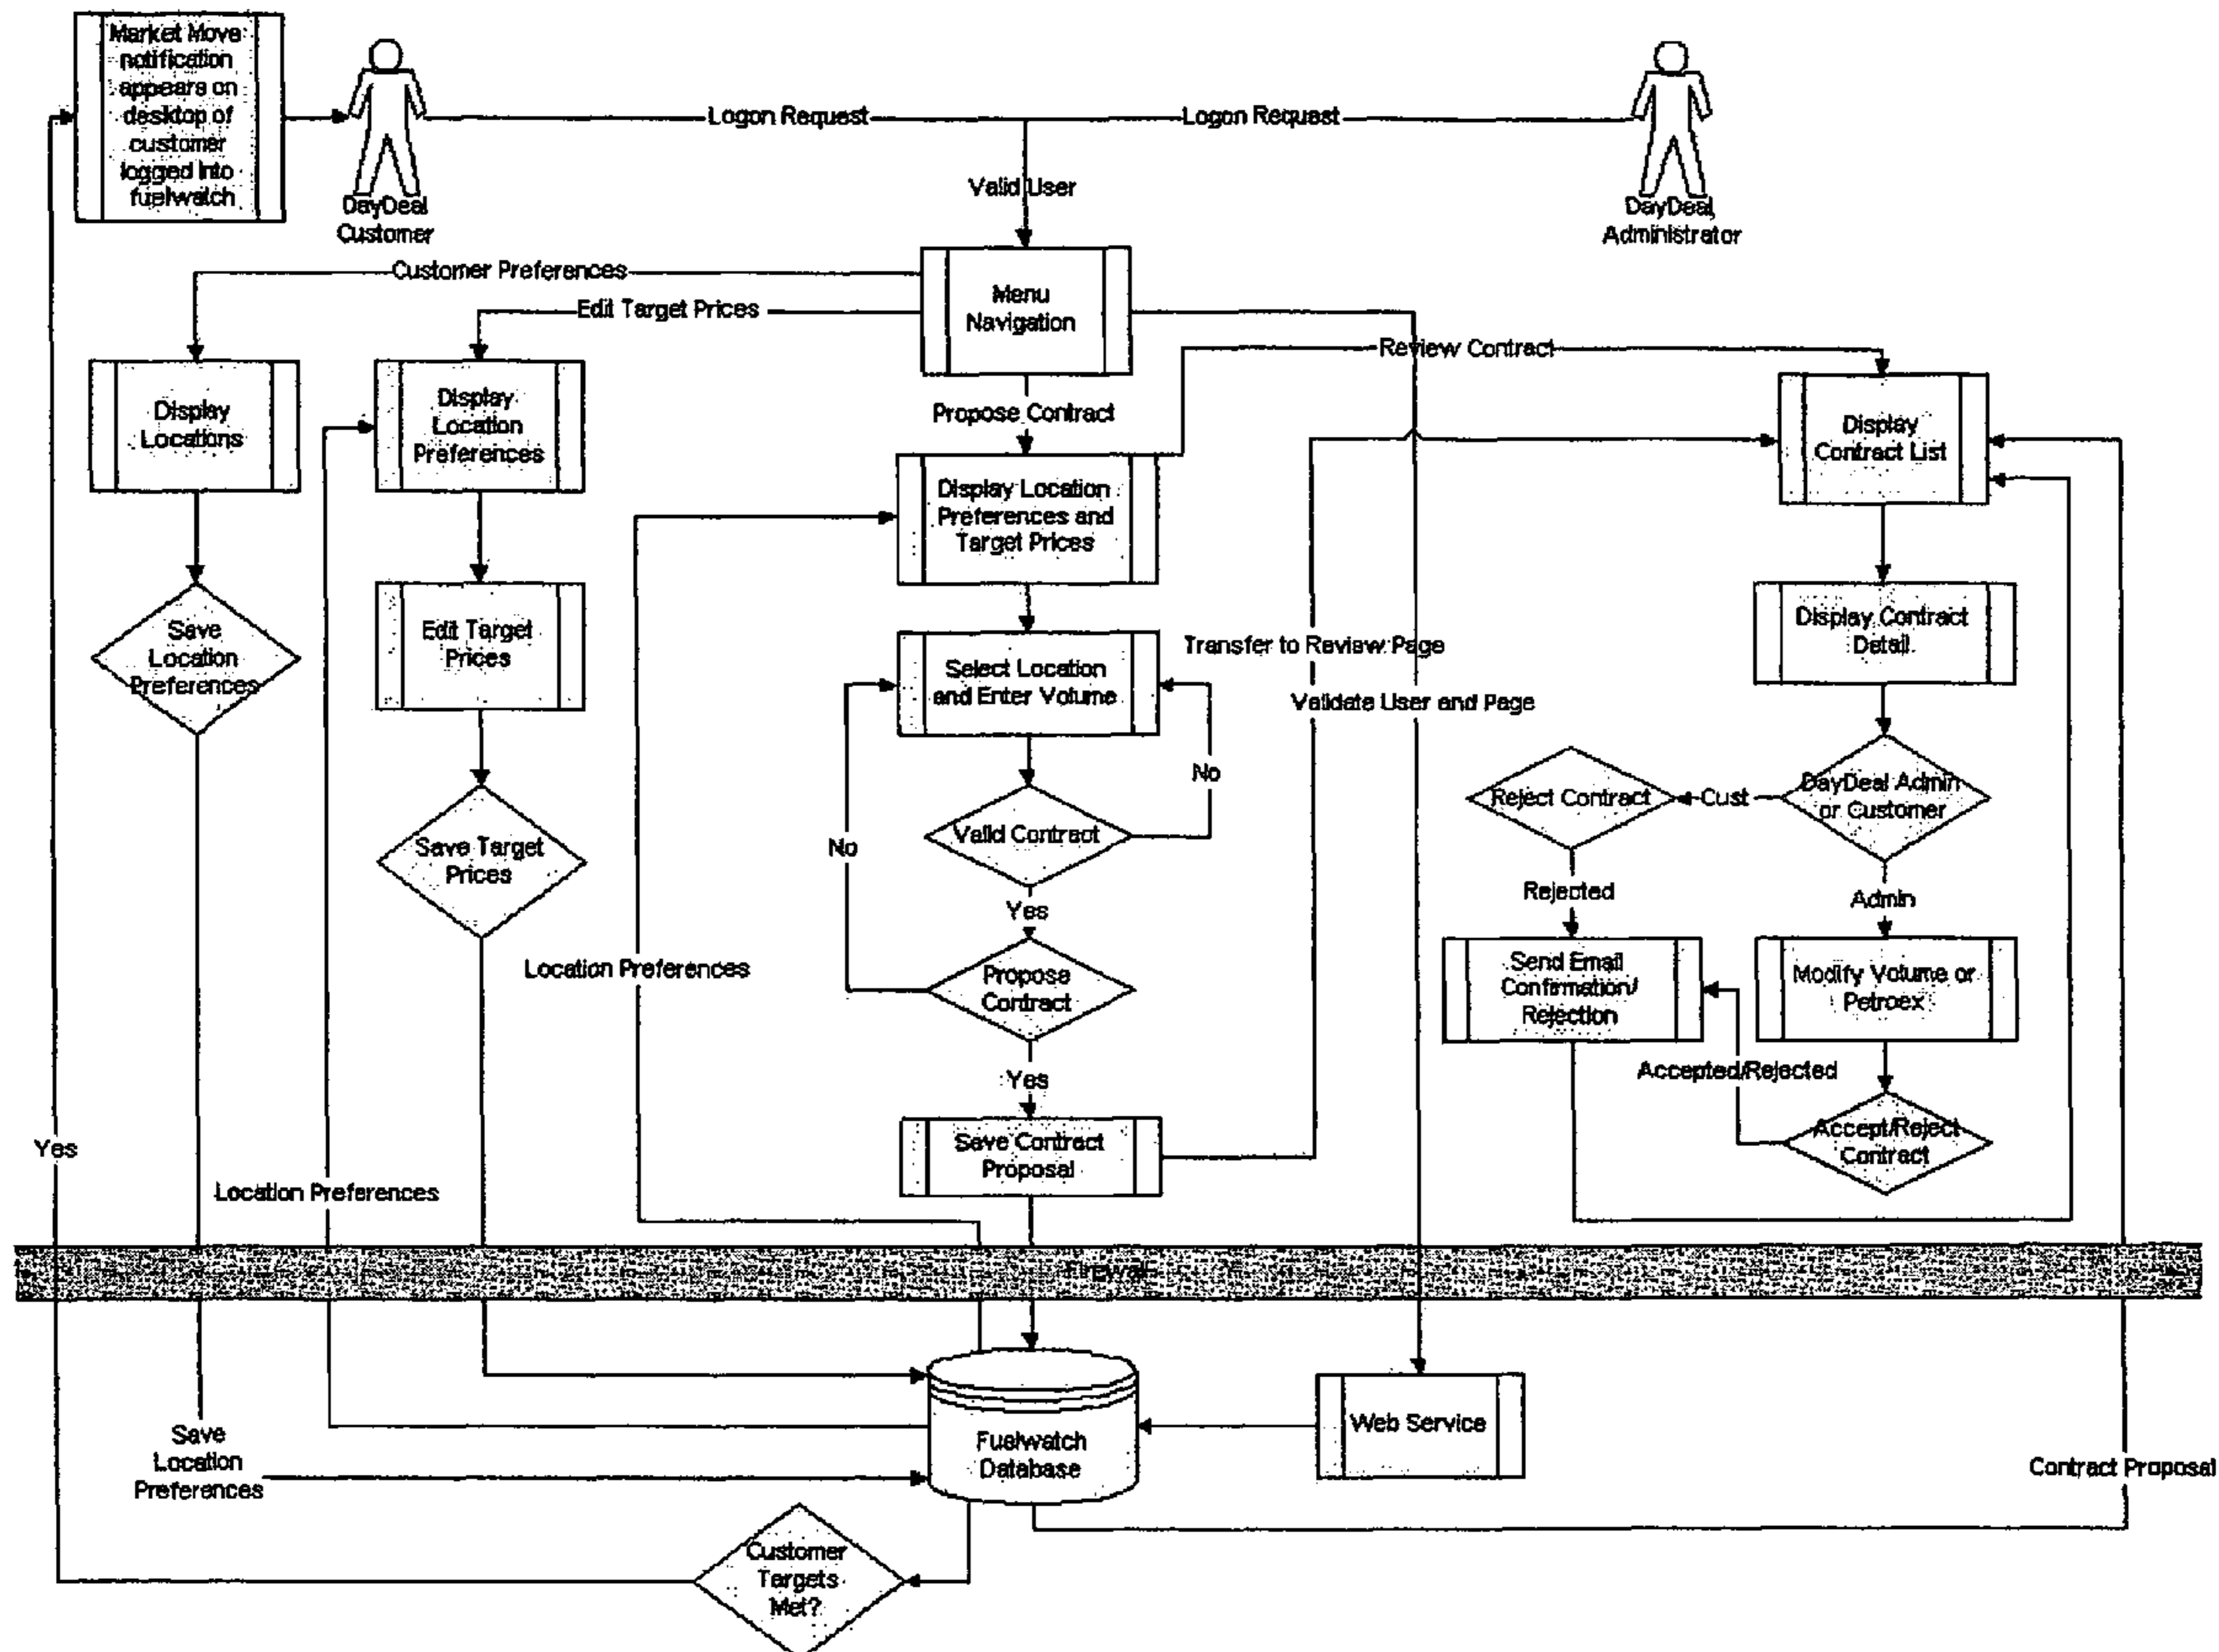 Market Move
notification
appears on
desktop of
customer
logged into
fuelwatch
DayDeal
Customer
Logon Request
Logon Request
Valid User
DayDeal
Administrator
Customer Preferences
Edit Target Prices
Menu
Navigation
Review Contract
Display
Locations
Display
Location
Preferences
Propose Contract
Display
Contract List
Display Location
Preferences and
Target Prices
Save
Location
Preferences
Edit Target
Prices
Select Location
and Enter Volume
Transfer to Review Page
Validate User and Page
Display Contract
Detail
No
No
Valid Contract
Reject Contract
Cust
DayDeal Admin
or Customer
Save Target
Prices
Yes
Rejected
Admin
Location Preferences
Propose
Contract
Send Email
Confirmation/
Rejection
Modify Volume or
Petroex
Yes
Accepted/Rejected
Yes
Save Contract
Proposal
Accept/Reject
Contract
Location Preferences
Firewall
Save
Location
Preferences
Fuelwatch
Database
Web Service
Contract Proposal
Customer
Targets
Met?